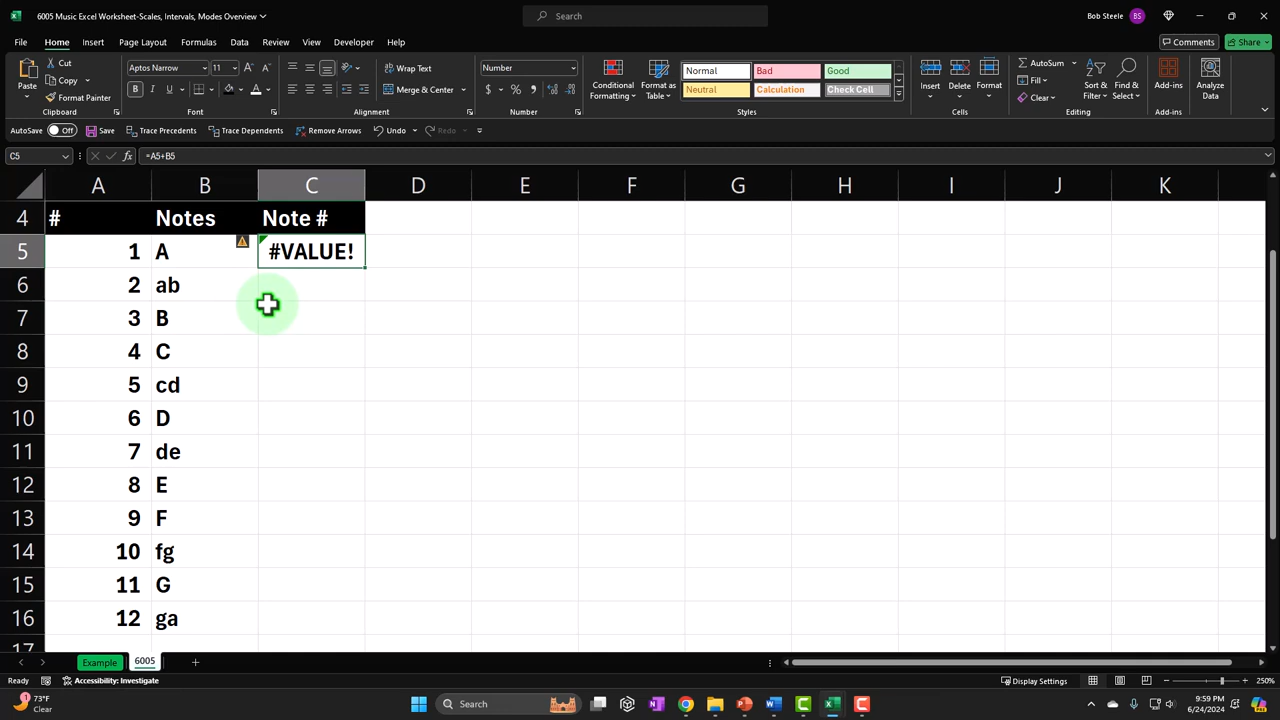 6005 Music Excel Worksheet-Scales, Intervals, Modes Overview
Search
Bob Steele
BS
File Home Insert Page Layout Formulas Data Review View Developer Help
Comments
Share
Paste
Cut
Copy
Format Painter
Clipboard
Aptos Narrow
11
Font
Wrap Text
Merge & Center
Alignment
Number
Number
Conditional Formatting
Format as Table
Normal
Bad
Good
Neutral
Calculation
Check Cell
Styles
Insert
Delete
Format
Cells
AutoSum
Fill
Clear
Sort & Filter
Find & Select
Editing
Add-ins
Add-ins
Analyze Data
AutoSave Off Save Trace Precedents Trace Dependents Remove Arrows Undo Redo
C5 fx =A5+B5
A B C D E F G H I J K
4 # Notes Note #
5 1 A #VALUE!
6 2 ab
7 3 B
8 4 C
9 5 cd
10 6 D
11 7 de
12 8 E
13 9 F
14 10 fg
15 11 G
16 12 ga
17
Example 6005
Ready Accessibility: Investigate Display Settings 250%
1 73°F
Clear
Search
9:59 PM
6/24/2024